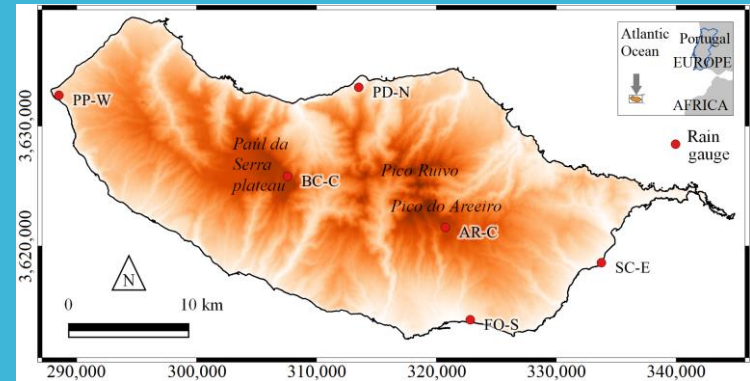 Atlantic
Ocean
Portugal
EUROPE
AFRICA
Rain
gauge
PP-W
PD-N
Paúl da
Serra
plateau
BC-C
Pico Ruivo
Pico do Areeiro
AR-C
SC-E
FO-S
N
0 10 km
3,630,000
3,620,000
290,000 300,000 310,000 320,000 330,000 340,000